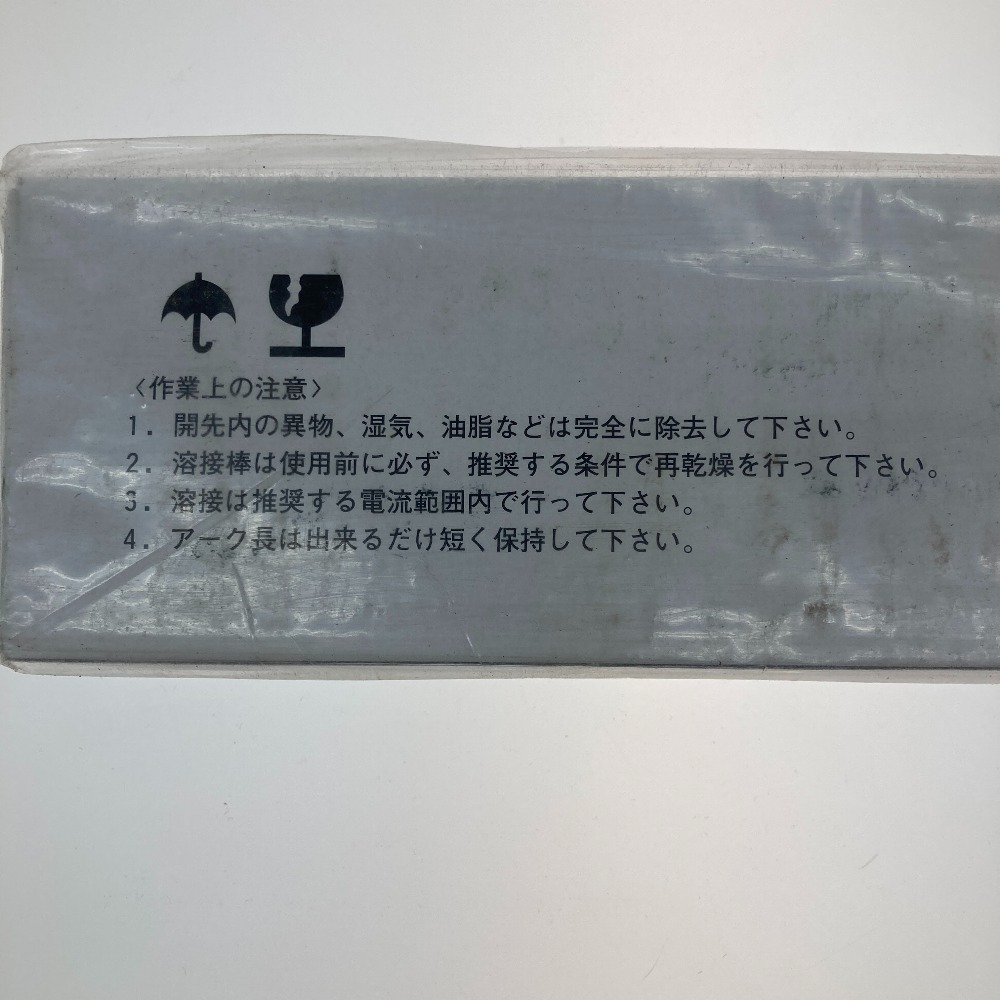 〈作業上の注意〉
1. 開先内の異物、湿気、油脂などは完全に除去して下さい。
2. 溶接棒は使用前に必ず、推奨する条件で再乾燥を行って下さい。
3. 溶接は推奨する電流範囲内で行って下さい。
4. アーク長は出来るだけ短く保持して下さい。